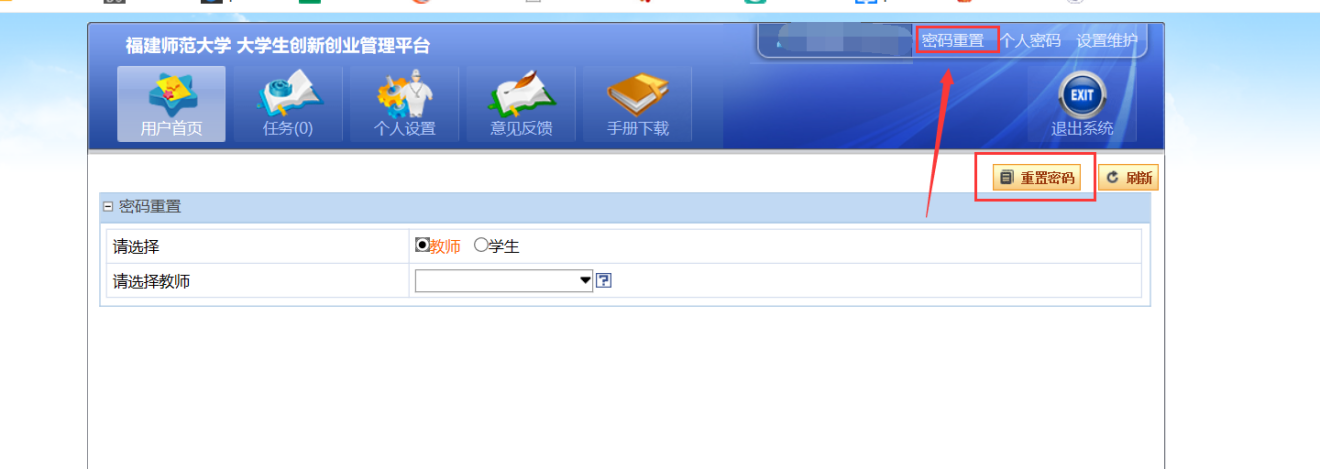 福建师范大学 大学生创新创业管理平台
密码重置 个人密码 设置维护
用户首页 任务(0) 个人设置 意见反馈 手册下载 EXIT 退出系统
重置密码 刷新
密码重置
请选择 教师 学生
请选择教师